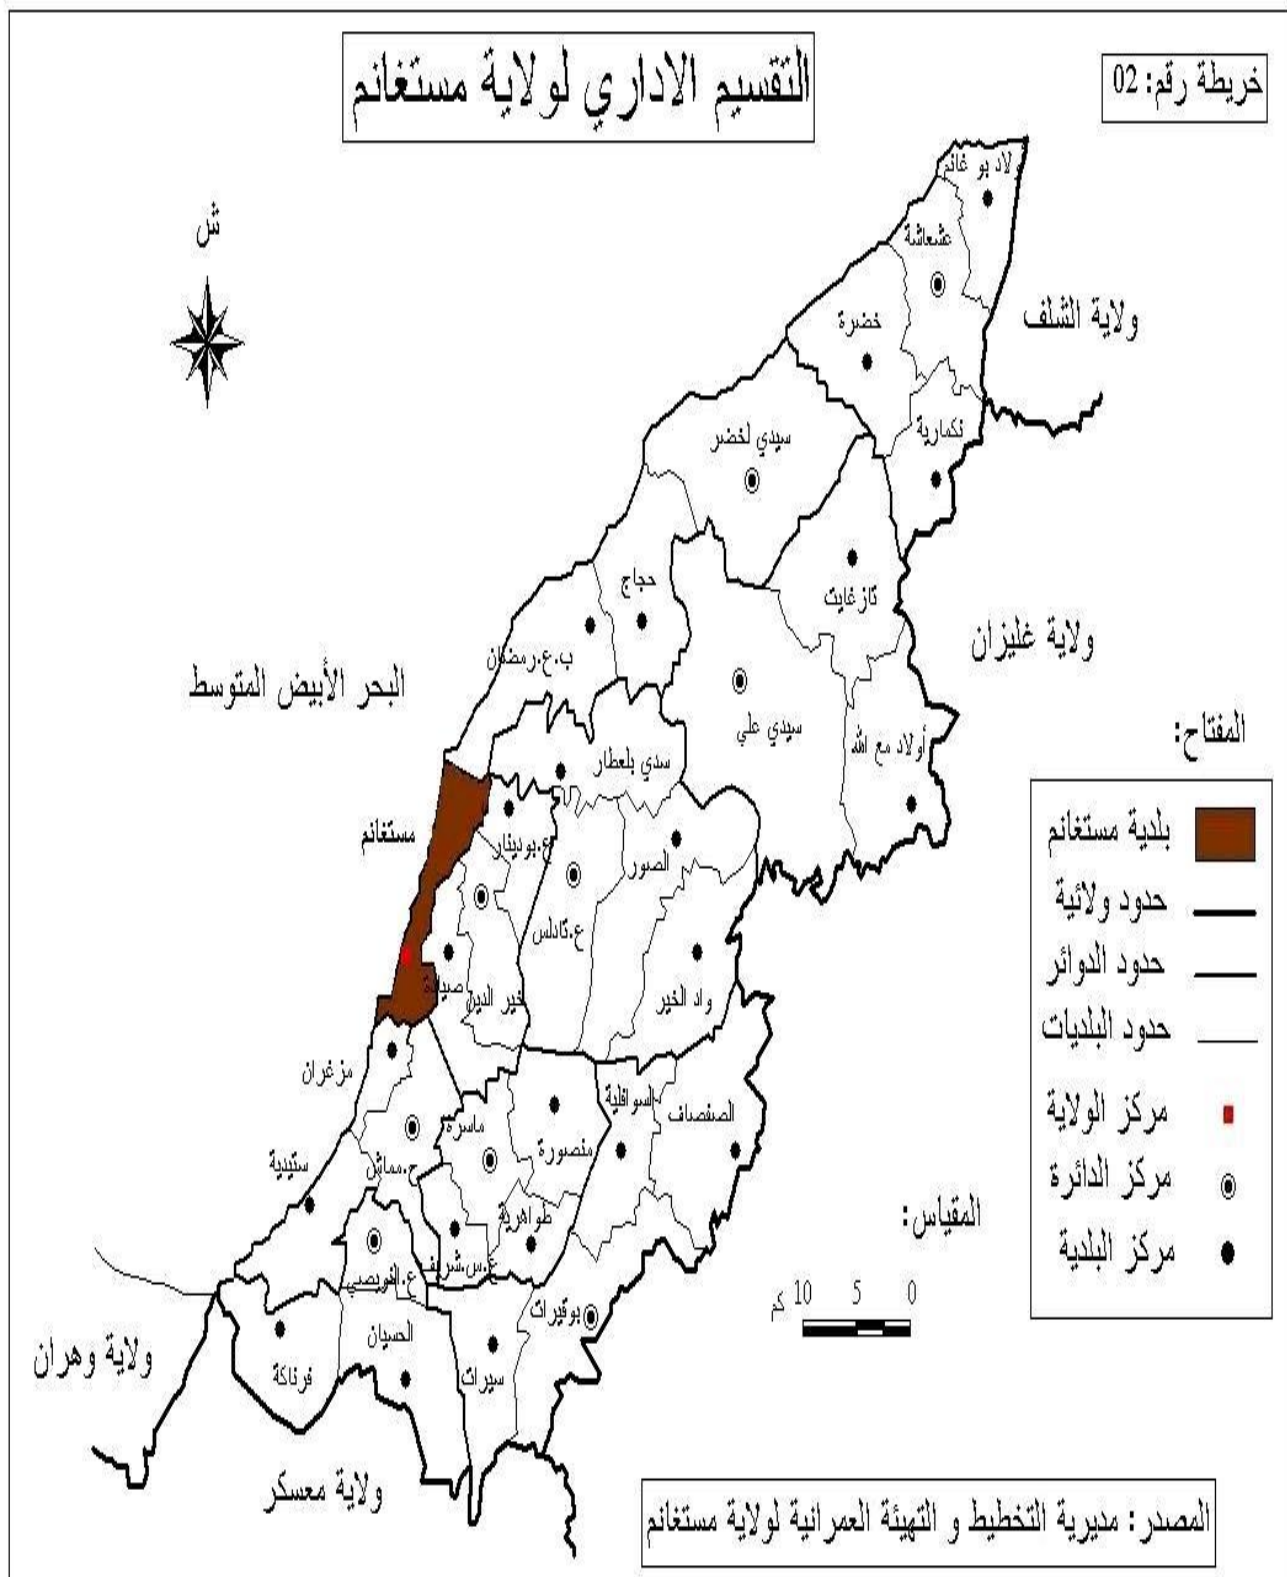 خريطة رقم: 02
التقسيم الاداري لولاية مستغانم
ش
ولاد بو غانم
عشعاشة
خضرة
ولاية الشلف
نكمارية
سيدي لخضر
تازغايت
حجاج
ولاية غليزان
ب.ع.رمضان
البحر الأبيض المتوسط
سيدي علي
أولاد مع الله
سدي بلعطار
مستغانم
ع.بودينار
الصور
ع.تادلس
صيادة
خير الدين
واد الخير
مزغران
السوافلية
الصفصاف
ماسرة
منصورة
ح.مماش
ستيدية
طواهرية
ع.س.شريف
ع.النويصي
بوقيرات
الحسيان
سيرات
فرناكة
ولاية وهران
ولاية معسكر
المفتاح:
بلدية مستغانم
حدود ولائية
حدود الدوائر
حدود البلديات
مركز الولاية
مركز الدائرة
مركز البلدية
المقياس:
0 5 10 كم
المصدر: مديرية التخطيط و التهيئة العمرانية لولاية مستغانم